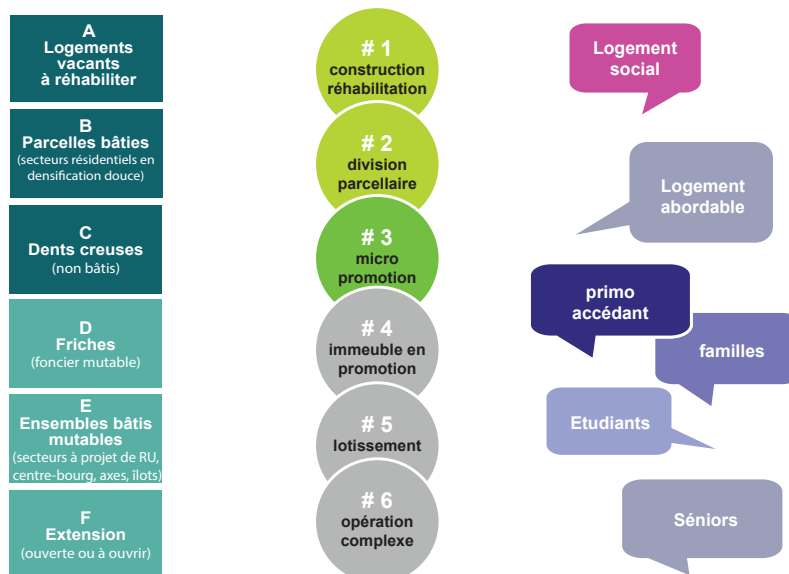 A
Logements
vacants
à réhabiliter
B
Parcelles bâties
(secteurs résidentiels en
densification douce)
C
Dents creuses
(non bâtis)
D
Friches
(foncier mutable)
E
Ensembles bâtis
mutables
(secteurs à projet de RU,
centre-bourg, axes, îlots)
F
Extension
(ouverte ou à ouvrir)
# 1
construction
réhabilitation
# 2
division
parcellaire
# 3
micro
promotion
# 4
immeuble en
promotion
# 5
lotissement
# 6
opération
complexe
Logement
social
Logement
abordable
primo
accédant
familles
Etudiants
Séniors